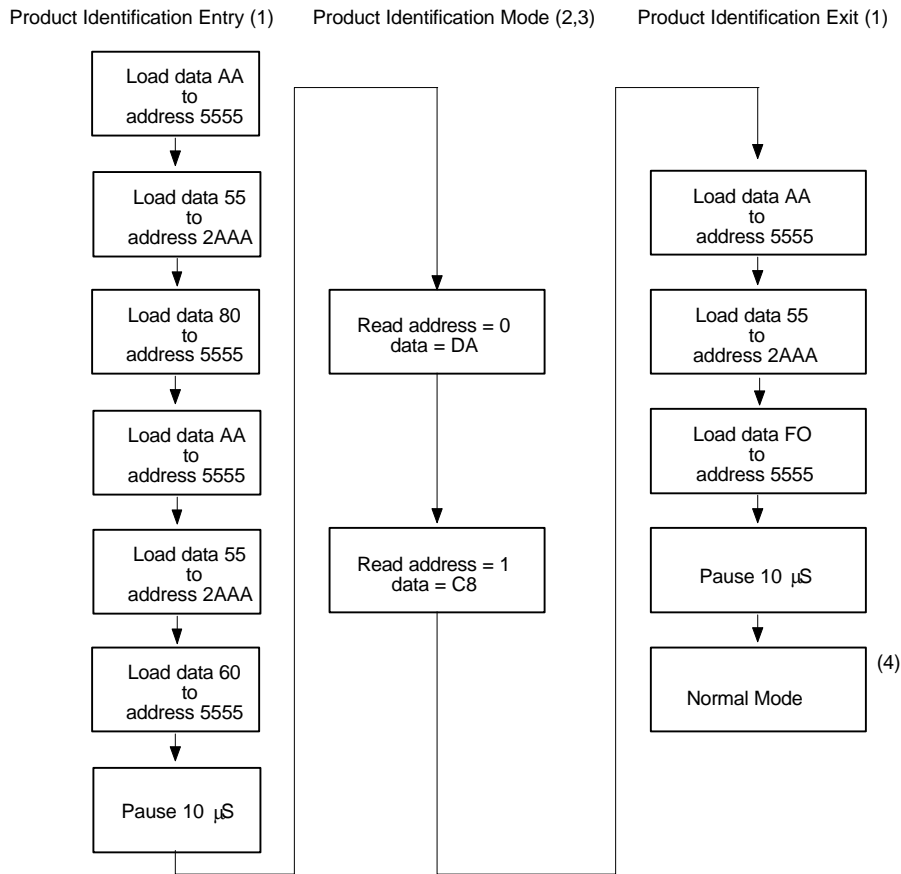 Product Identification Entry (1)
Load data AA
to
address 5555
Load data 55
to
address 2AAA
Load data 80
to
address 5555
Load data AA
to
address 5555
Load data 55
to
address 2AAA
Load data 60
to
address 5555
Pause 10 μS
Product Identification Mode (2,3)
Read address = 0
data = DA
Read address = 1
data = C8
Product Identification Exit (1)
Load data AA
to
address 5555
Load data 55
to
address 2AAA
Load data FO
to
address 5555
Pause 10 μS
Normal Mode
(4)